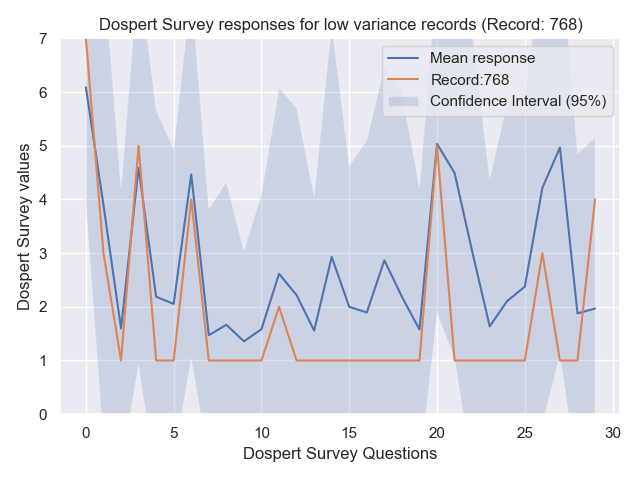 Dospert Survey responses for low variance records (Record: 768)
7
6
5
4
3
2
1
0
Dospert Survey values
Mean response
Record:768
Confidence Interval (95%)
0 5 10 15 20 25 30
Dospert Survey Questions